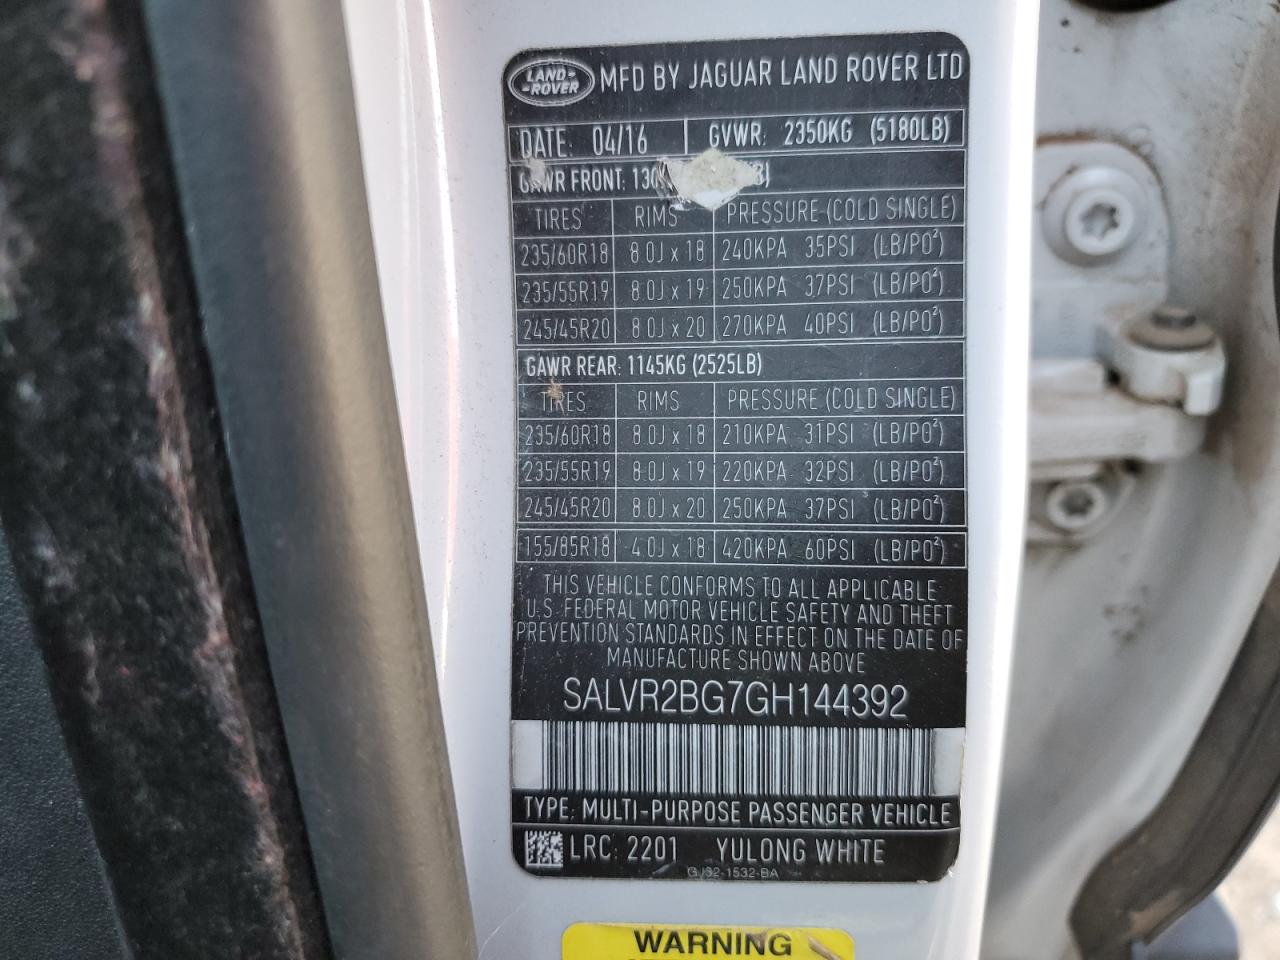 LAND-
-ROVER
MFD BY JAGUAR LAND ROVER LTD
DATE: 04/16 GVWR: 2350KG (5180LB)
GAWR FRONT:
TIRES RIMS PRESSURE (COLD SINGLE)
235/60R18 8.0J x 18 240KPA 35PSI (LB/PO²)
235/55R19 8.0J x 19 250KPA 37PSI (LB/PO²)
245/45R20 8.0J x 20 270KPA 40PSI (LB/PO²)
GAWR REAR: 1145KG (2525LB)
TIRES RIMS PRESSURE (COLD SINGLE)
235/60R18 8.0J x 18 210KPA 31PSI (LB/PO²)
235/55R19 8.0J x 19 220KPA 32PSI (LB/PO²)
245/45R20 8.0J x 20 250KPA 37PSI (LB/PO²)
155/85R18 4.0J x 18 420KPA 60PSI (LB/PO²)
THIS VEHICLE CONFORMS TO ALL APPLICABLE
U.S. FEDERAL MOTOR VEHICLE SAFETY AND THEFT
PREVENTION STANDARDS IN EFFECT ON THE DATE OF
MANUFACTURE SHOWN ABOVE
SALVR2BG7GH144392
TYPE: MULTI-PURPOSE PASSENGER VEHICLE
LRC: 2201 YULONG WHITE
GJ32-1532-BA
WARNING